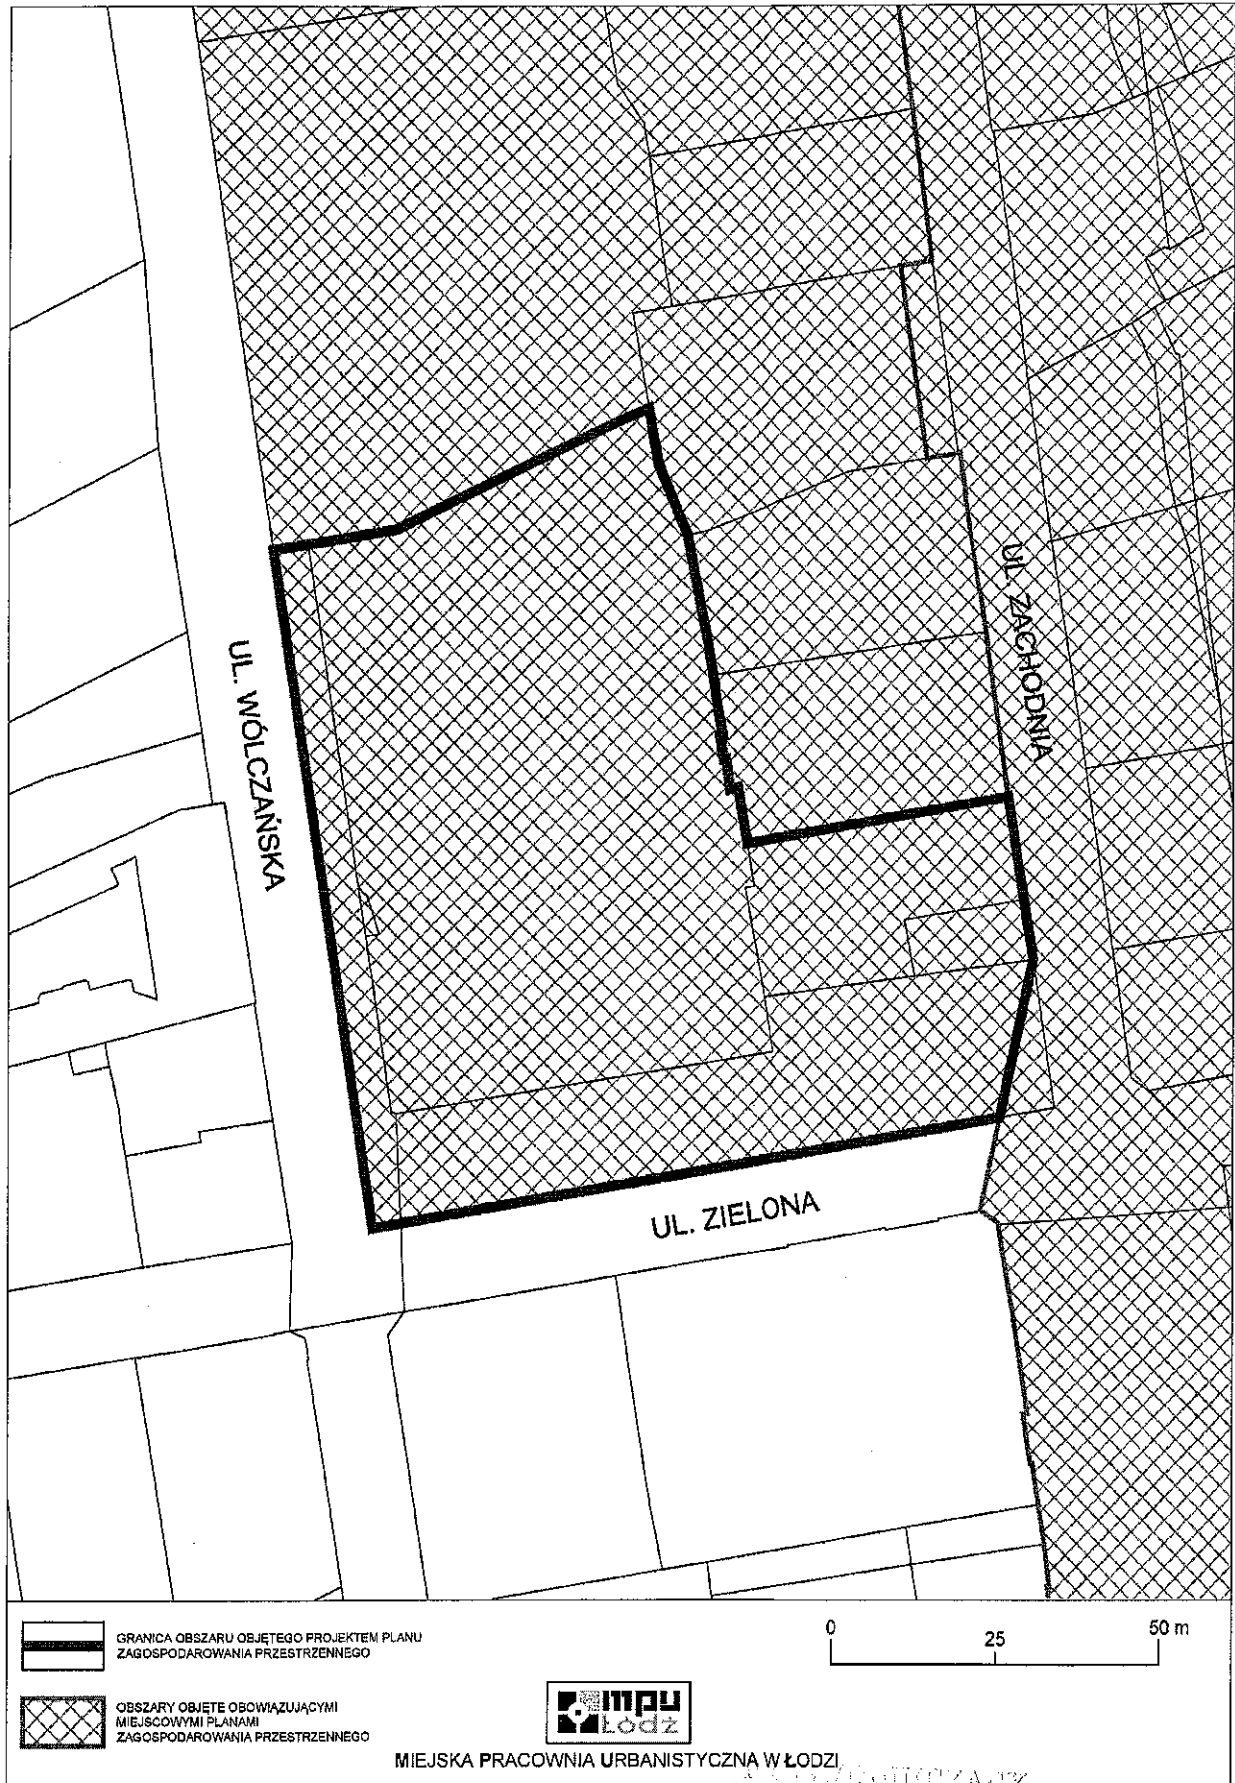 UL. ZACHODNIA
UL. WÓLCZAŃSKA
UL. ZIELONA
GRANICA OBSZARU OBJĘTEGO PROJEKTEM PLANU
ZAGOSPODAROWANIA PRZESTRZENNEGO
0 25 50 m
OBSZARY OBJĘTE OBOWIĄZUJĄCYMI
MIEJSCOWYMI PLANAMI
ZAGOSPODAROWANIA PRZESTRZENNEGO
mpu
Łódź
MIEJSKA PRACOWNIA URBANISTYCZNA W ŁODZI